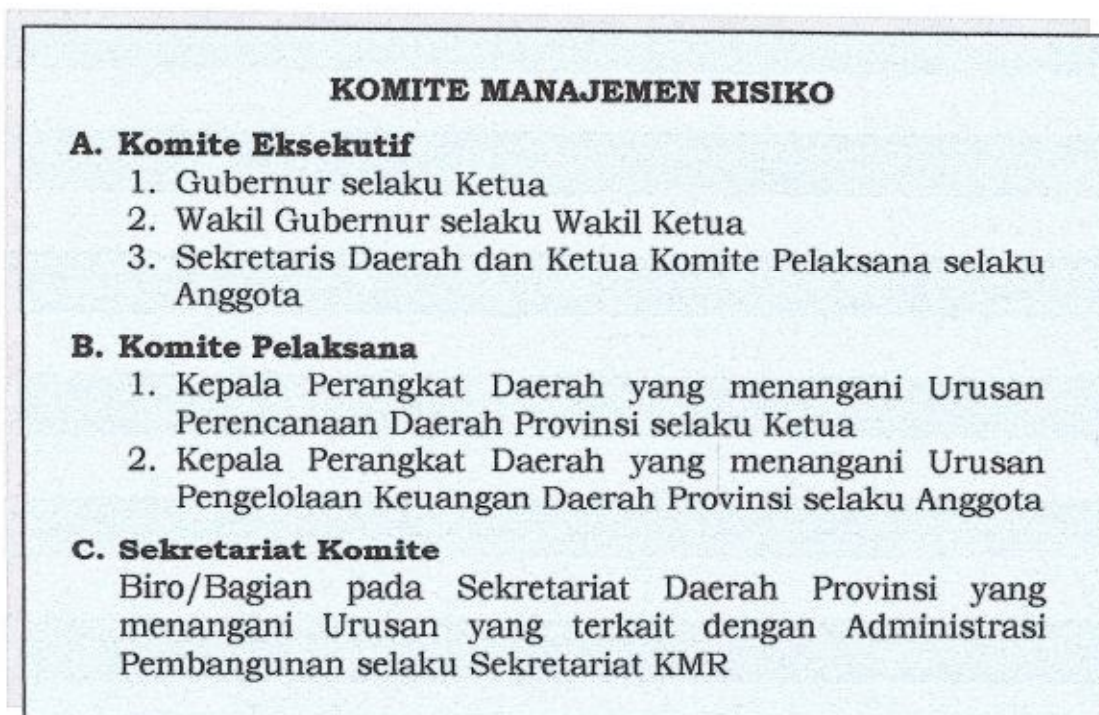 KOMITE MANAJEMEN RISIKO
A. Komite Eksekutif
1. Gubernur selaku Ketua
2. Wakil Gubernur selaku Wakil Ketua
3. Sekretaris Daerah dan Ketua Komite Pelaksana selaku
Anggota
B. Komite Pelaksana
1. Kepala Perangkat Daerah yang menangani Urusan
Perencanaan Daerah Provinsi selaku Ketua
2. Kepala Perangkat Daerah yang menangani Urusan
Pengelolaan Keuangan Daerah Provinsi selaku Anggota
C. Sekretariat Komite
Biro/Bagian pada Sekretariat Daerah Provinsi yang
menangani Urusan yang terkait dengan Administrasi
Pembangunan selaku Sekretariat KMR